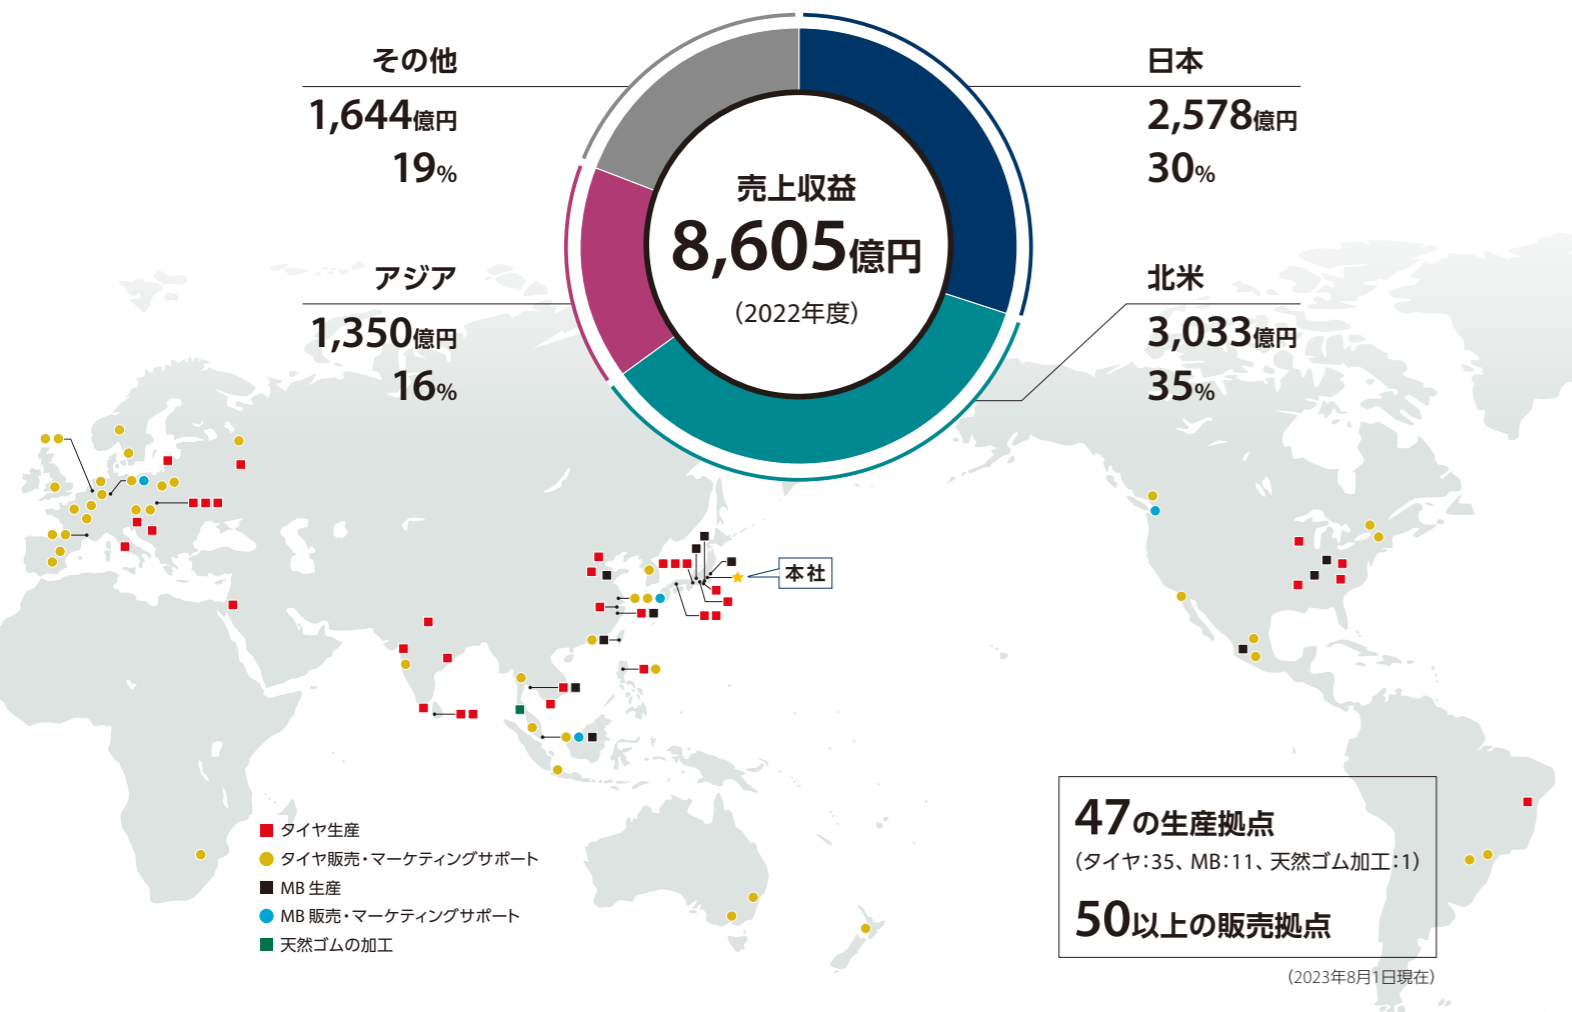 その他
1,644億円
19%
日本
2,578億円
30%
売上収益
8,605億円
（2022年度）
アジア
1,350億円
16%
北米
3,033億円
35%
本社
タイヤ生産
タイヤ販売・マーケティングサポート
MB 生産
MB 販売・マーケティングサポート
天然ゴムの加工
47の生産拠点
（タイヤ：35、MB：11、天然ゴム加工：1）
50以上の販売拠点
（2023年8月1日現在）